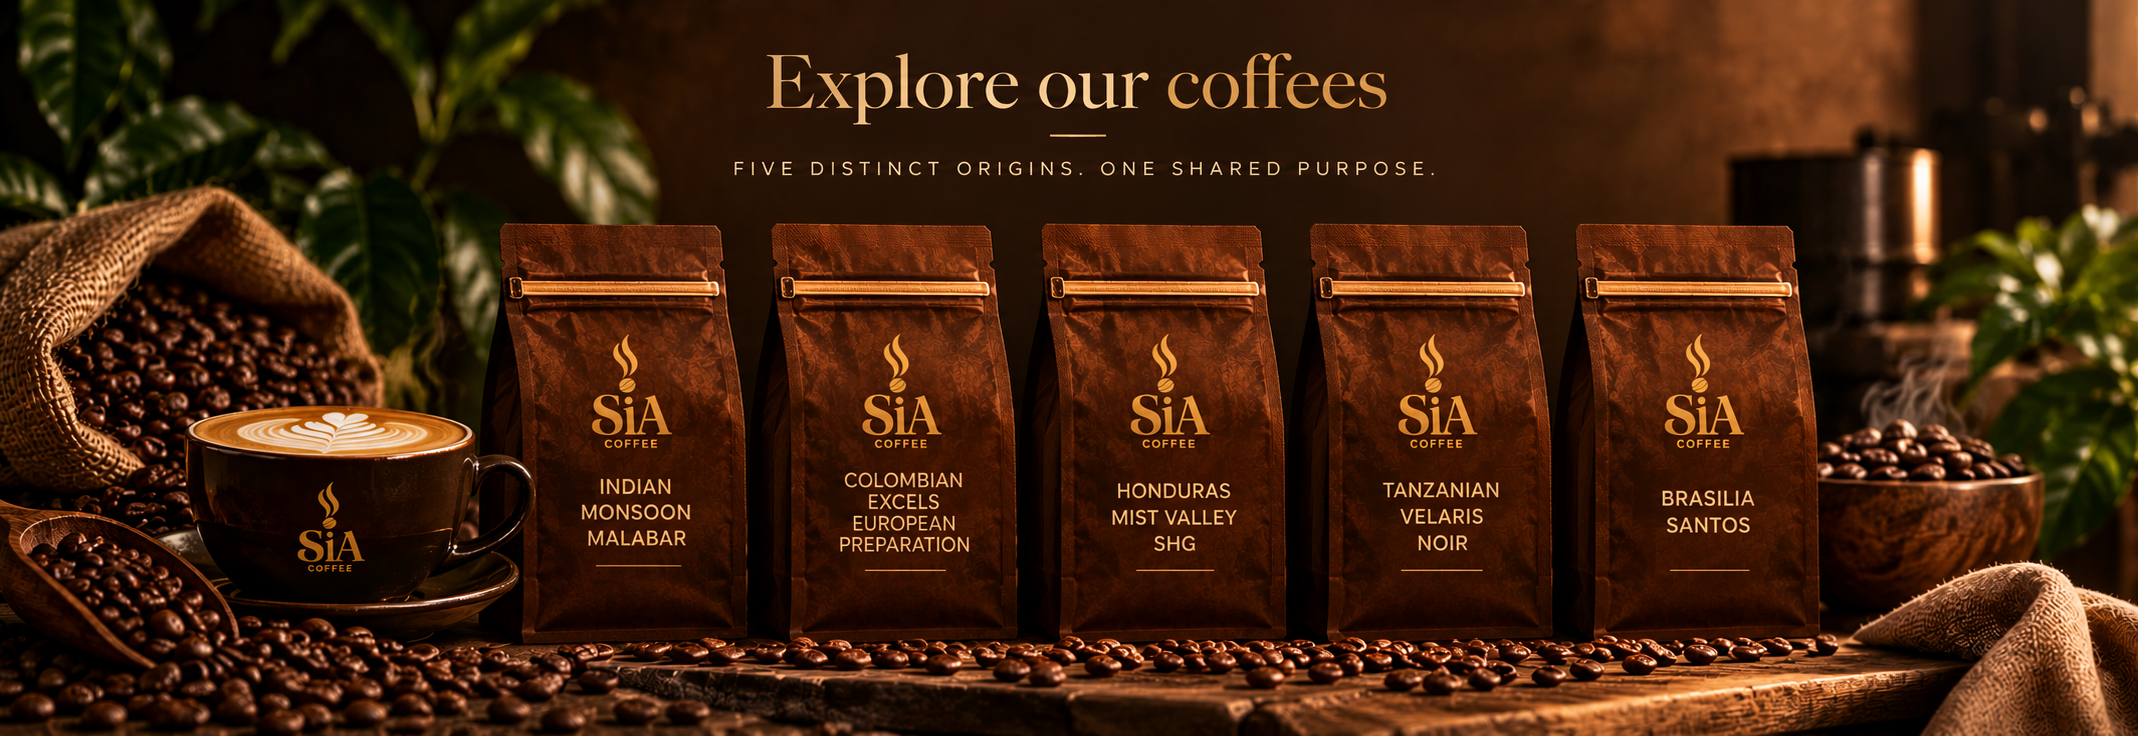 Explore our coffees
FIVE DISTINCT ORIGINS. ONE SHARED PURPOSE.
SiA
COFFEE
SiA
COFFEE
INDIAN
MONSOON
MALABAR
SiA
COFFEE
COLOMBIAN
EXCELS
EUROPEAN
PREPARATION
SiA
COFFEE
HONDURAS
MIST VALLEY
SHG
SiA
COFFEE
TANZANIAN
VELARIS
NOIR
SiA
COFFEE
BRASILIA
SANTOS